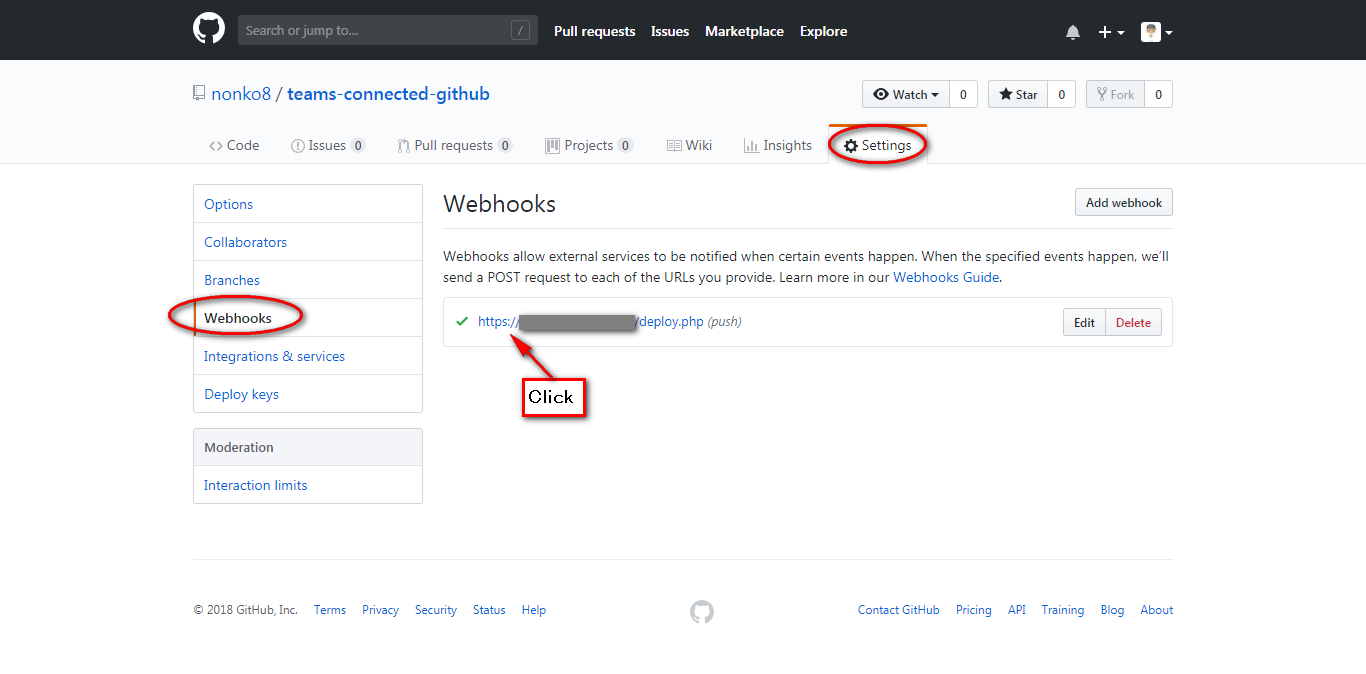 Search or jump to... /
Pull requests Issues Marketplace Explore
nonko8 / teams-connected-github
Watch 0 Star 0 Fork 0
Code Issues 0 Pull requests 0 Projects 0 Wiki Insights Settings
Options
Collaborators
Branches
Webhooks
Integrations & services
Deploy keys
Moderation
Interaction limits
Webhooks
Add webhook
Webhooks allow external services to be notified when certain events happen. When the specified events happen, we'll
send a POST request to each of the URLs you provide. Learn more in our Webhooks Guide.
https:// /deploy.php (push)
Edit Delete
Click
© 2018 GitHub, Inc. Terms Privacy Security Status Help
Contact GitHub Pricing API Training Blog About